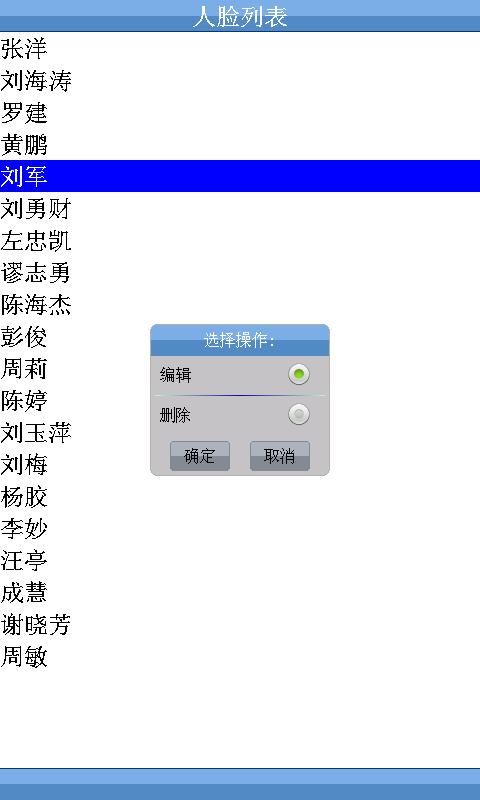 人脸列表
张洋
刘海涛
罗建
黄鹏
刘军
刘勇财
左忠凯
谬志勇
陈海杰
彭俊
周莉
陈婷
刘玉萍
刘梅
杨胶
李妙
汪亭
成慧
谢晓芳
周敏
选择操作:
编辑
删除
确定 取消